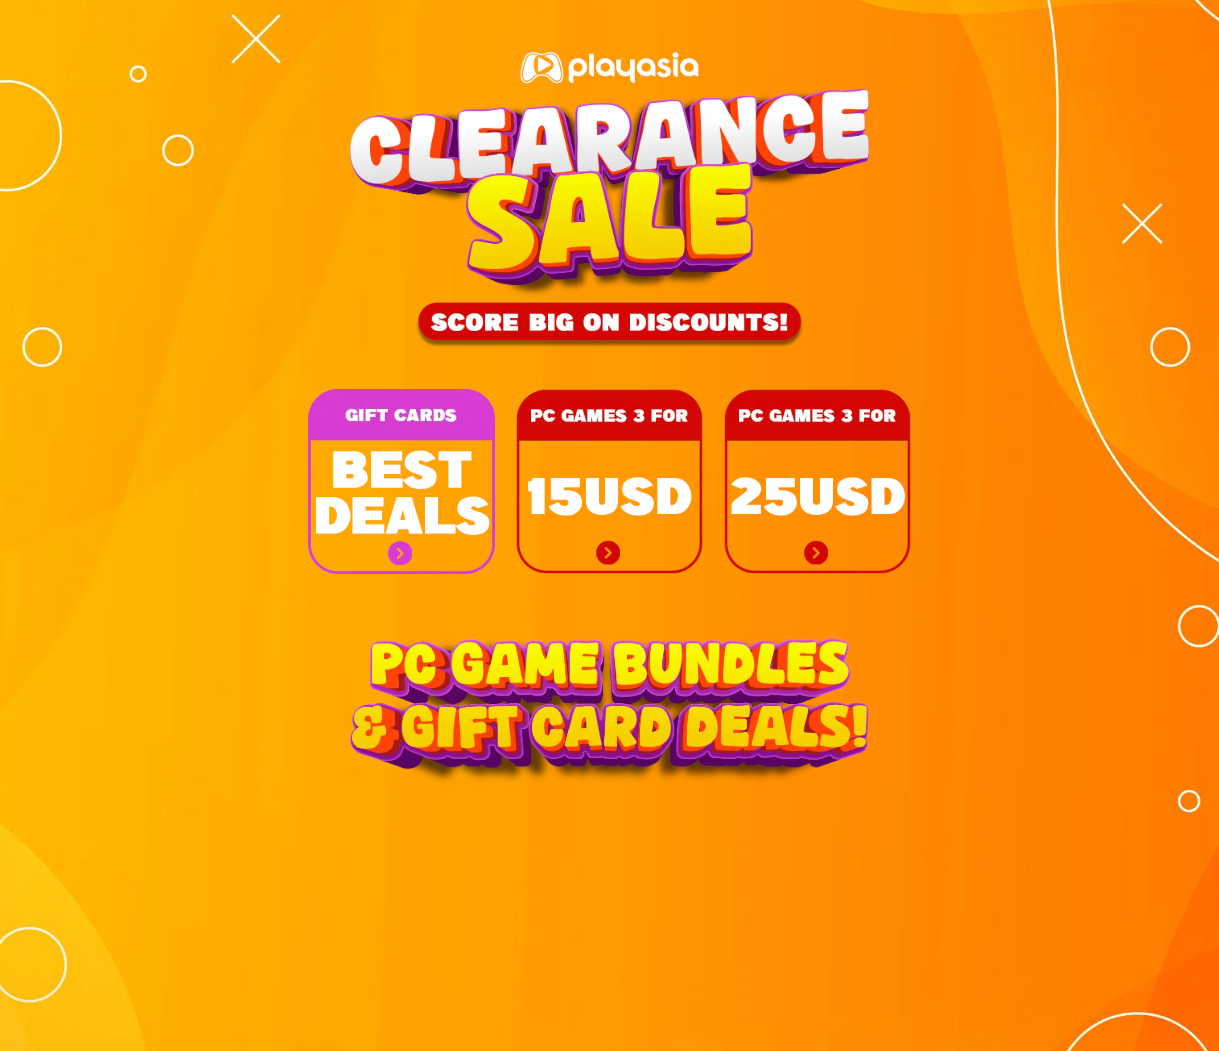 playasia
CLEARANCE
SALE
SCORE BIG ON DISCOUNTS!
GIFT CARDS
BEST
DEALS
PC GAMES 3 FOR
15USD
PC GAMES 3 FOR
25USD
PC GAME BUNDLES
& GIFT CARD DEALS!